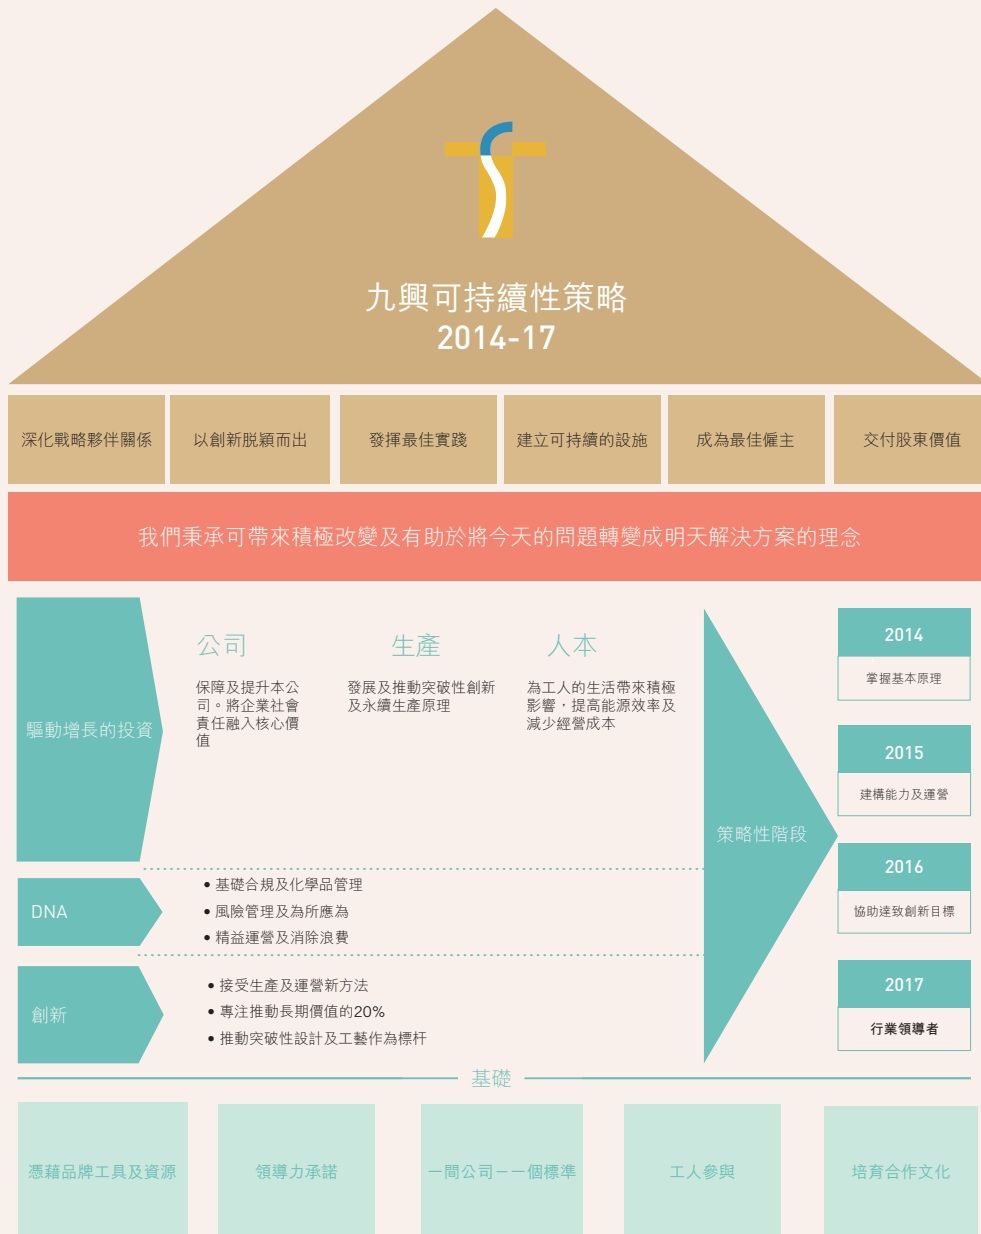 九興可持續性策略
2014-17
深化戰略夥伴關係
以創新脱穎而出
發揮最佳實踐
建立可持續的設施
成為最佳僱主
交付股東價值
我們秉承可帶來積極改變及有助於將今天的問題轉變成明天解決方案的理念
驅動增長的投資
公司
保障及提升本公
司。將企業社會
責任融入核心價
值
生產
發展及推動突破性創新
及永續生產原理
人本
為工人的生活帶來積極
影響，提高能源效率及
減少經營成本
DNA
• 基礎合規及化學品管理
• 風險管理及為所應為
• 精益運營及消除浪費
創新
• 接受生產及運營新方法
• 專注推動長期價值的20%
• 推動突破性設計及工藝作為標杆
策略性階段
2014
掌握基本原理
2015
建構能力及運營
2016
協助達致創新目標
2017
行業領導者
基礎
憑藉品牌工具及資源
領導力承諾
一間公司－一個標準
工人參與
培育合作文化